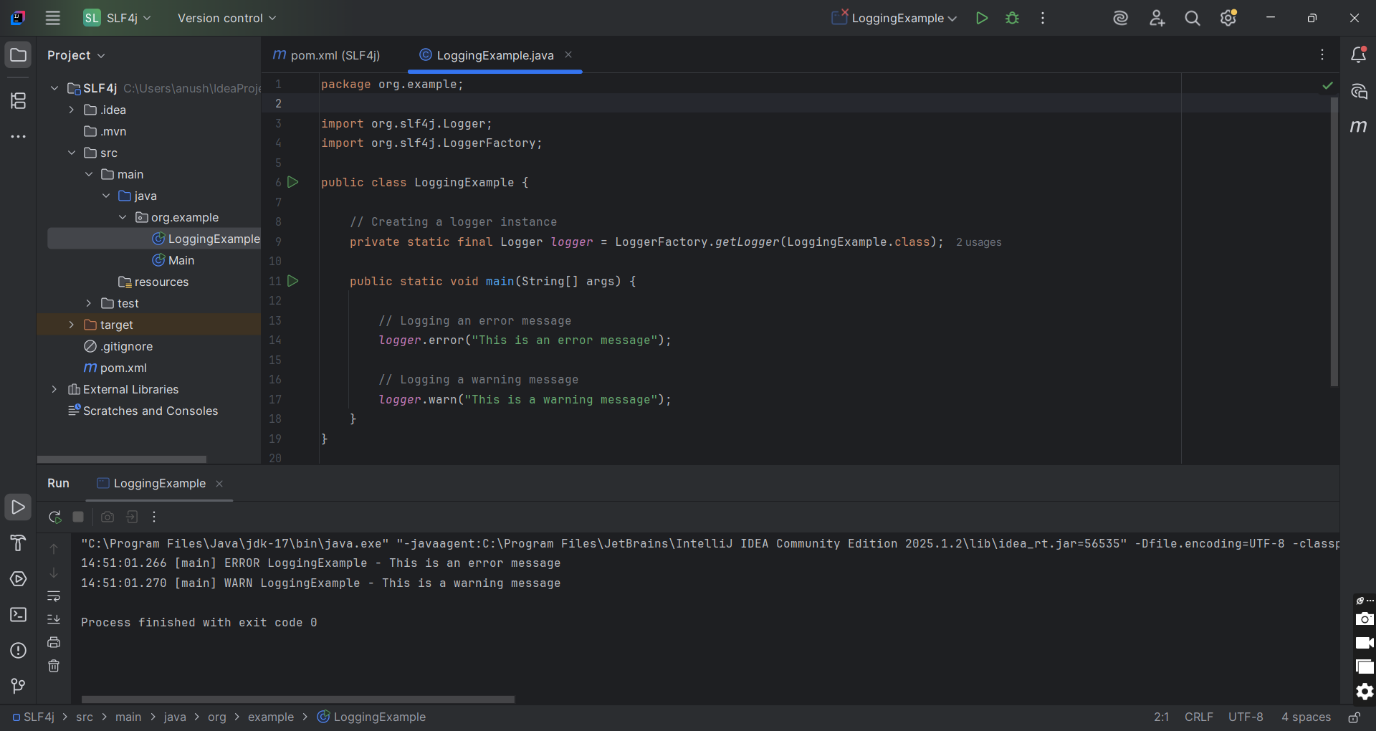 SL SLF4j Version control LoggingExample
Project
pom.xml (SLF4j) LoggingExample.java
SLF4j C:\Users\anush\IdeaProje
.idea
.mvn
src
main
java
org.example
LoggingExample
Main
resources
test
target
.gitignore
m pom.xml
External Libraries
Scratches and Consoles
1 package org.example;
2
3 import org.slf4j.Logger;
4 import org.slf4j.LoggerFactory;
5
6 public class LoggingExample {
7
8 // Creating a logger instance
9 private static final Logger logger = LoggerFactory.getLogger(LoggingExample.class); 2 usages
10
11 public static void main(String[] args) {
12
13 // Logging an error message
14 logger.error("This is an error message");
15
16 // Logging a warning message
17 logger.warn("This is a warning message");
18 }
19 }
20
Run LoggingExample
"C:\Program Files\Java\jdk-17\bin\java.exe" "-javaagent:C:\Program Files\JetBrains\IntelliJ IDEA Community Edition 2025.1.2\lib\idea_rt.jar=56535" -Dfile.encoding=UTF-8 -classp
14:51:01.266 [main] ERROR LoggingExample - This is an error message
14:51:01.270 [main] WARN LoggingExample - This is a warning message
Process finished with exit code 0
SLF4j > src > main > java > org > example > LoggingExample 2:1 CRLF UTF-8 4 spaces